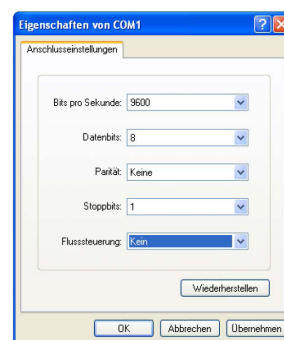 Eigenschaften von COM1
Anschlusseinstellungen
Bits pro Sekunde: 9600
Datenbits: 8
Parität: Keine
Stoppbits: 1
Flusssteuerung: Kein
Wiederherstellen
OK Abbrechen Übernehmen